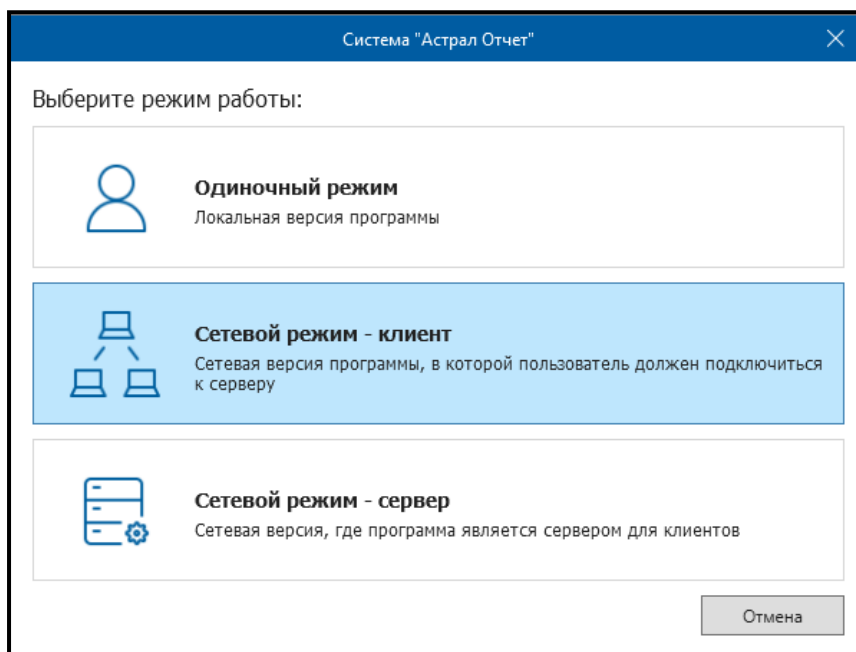 Система "Астрал Отчет"
Выберите режим работы:
Одиночный режим
Локальная версия программы
Сетевой режим - клиент
Сетевая версия программы, в которой пользователь должен подключиться
к серверу
Сетевой режим - сервер
Сетевая версия, где программа является сервером для клиентов
Отмена